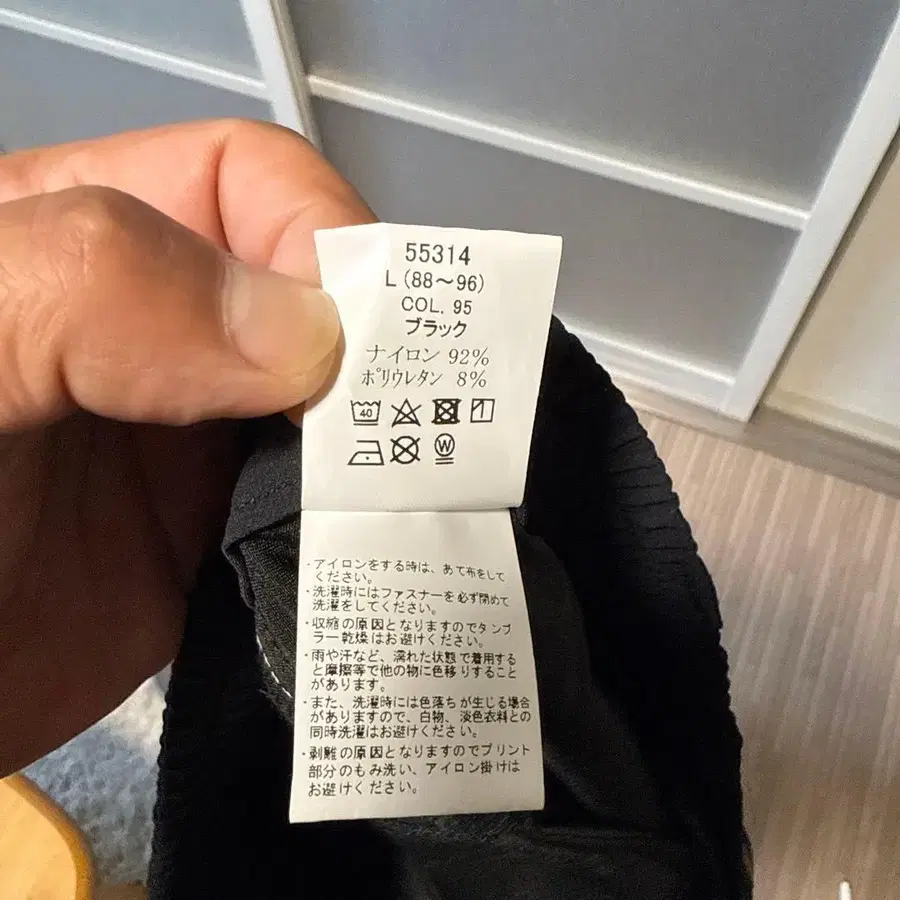 55314
L(88～96)
COL. 95
ブラック
ナイロン 92%
ポリウレタン 8%
40
W
・アイロンをする時は、あて布をして
ください。
・洗濯時にはファスナーを必ず閉めて
洗濯をしてください。
・収縮の原因となりますのでタンブ
ラー乾燥はお避けください。
・雨や汗など、濡れた状態で着用する
と摩擦等で他の物に色移りすること
があります。
・また、洗濯時には色落ちが生じる場合
がありますので、白物、淡色衣料との
同時洗濯はお避けください。
・剥離の原因となりますのでプリント
部分のもみ洗い、アイロン掛けは
お避けください。